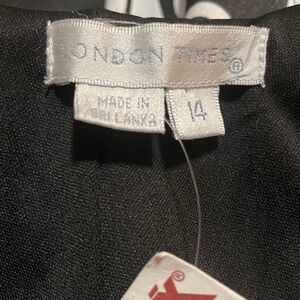 LONDON TIMES®
MADE IN
SRI LANKA
14
®